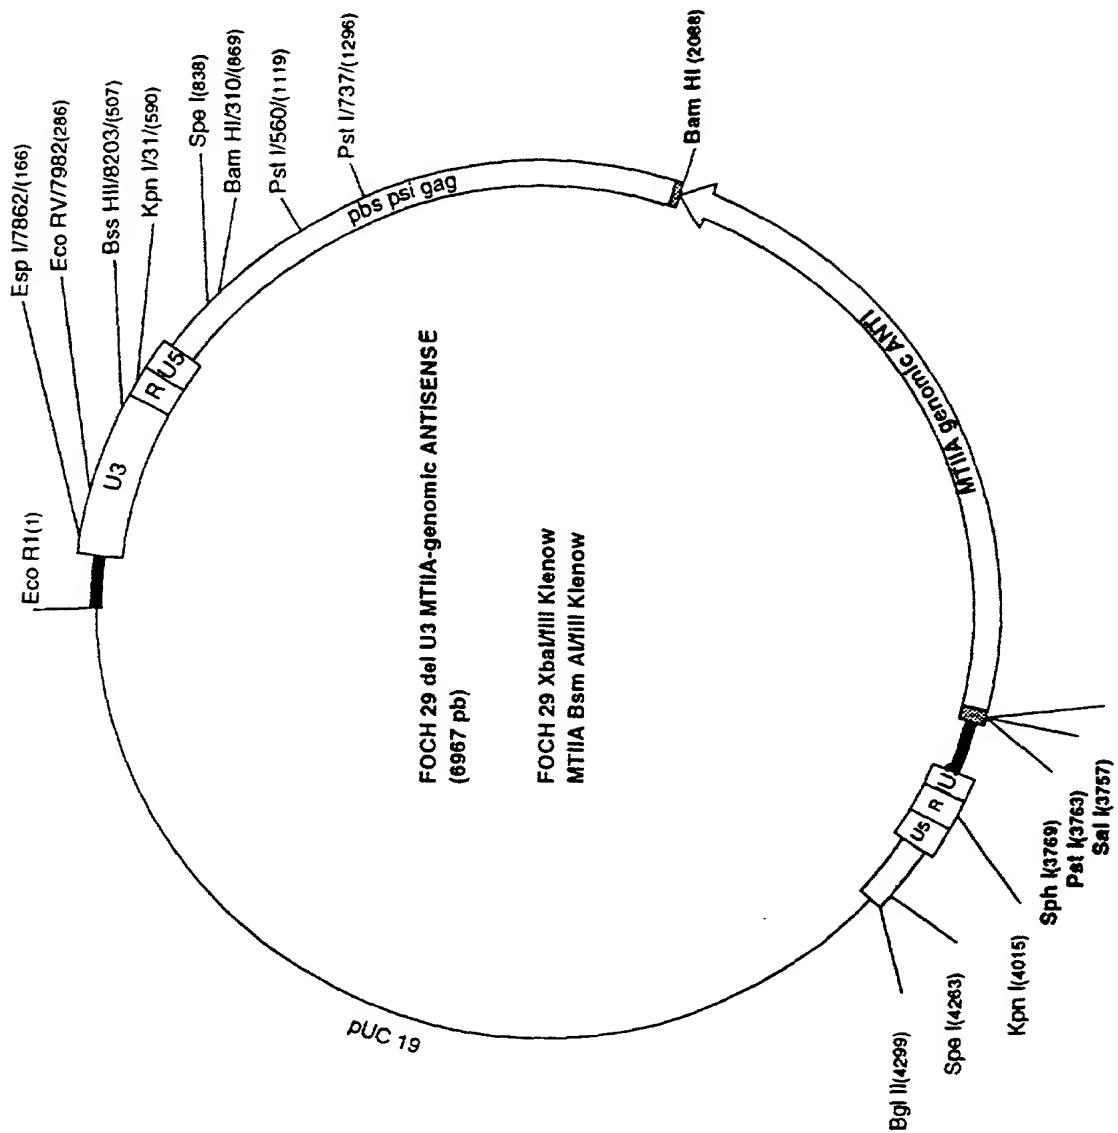 Eco R1(1)
Esp I/7862/(166)
Eco RV/7982(286)
Bss HII/8203/(507)
Kpn I/31/(590)
Spe I(838)
Bam HI/310/(869)
Pst I/560/(1119)
Pst I/737/(1296)
Bam HI (2088)
U3
R
U5
pbs psi gag
MTIIA genomic ANTI
FOCH 29 del U3 MTIIA-genomic ANTISENSE
(6967 pb)
FOCH 29 XbaI/fill Klenow
MTIIA Bsm AI/fill Klenow
Sal I(3757)
Pst I(3763)
Sph I(3769)
U
R
U5
Kpn I(4015)
Spe I(4263)
Bgl II(4299)
pUC 19